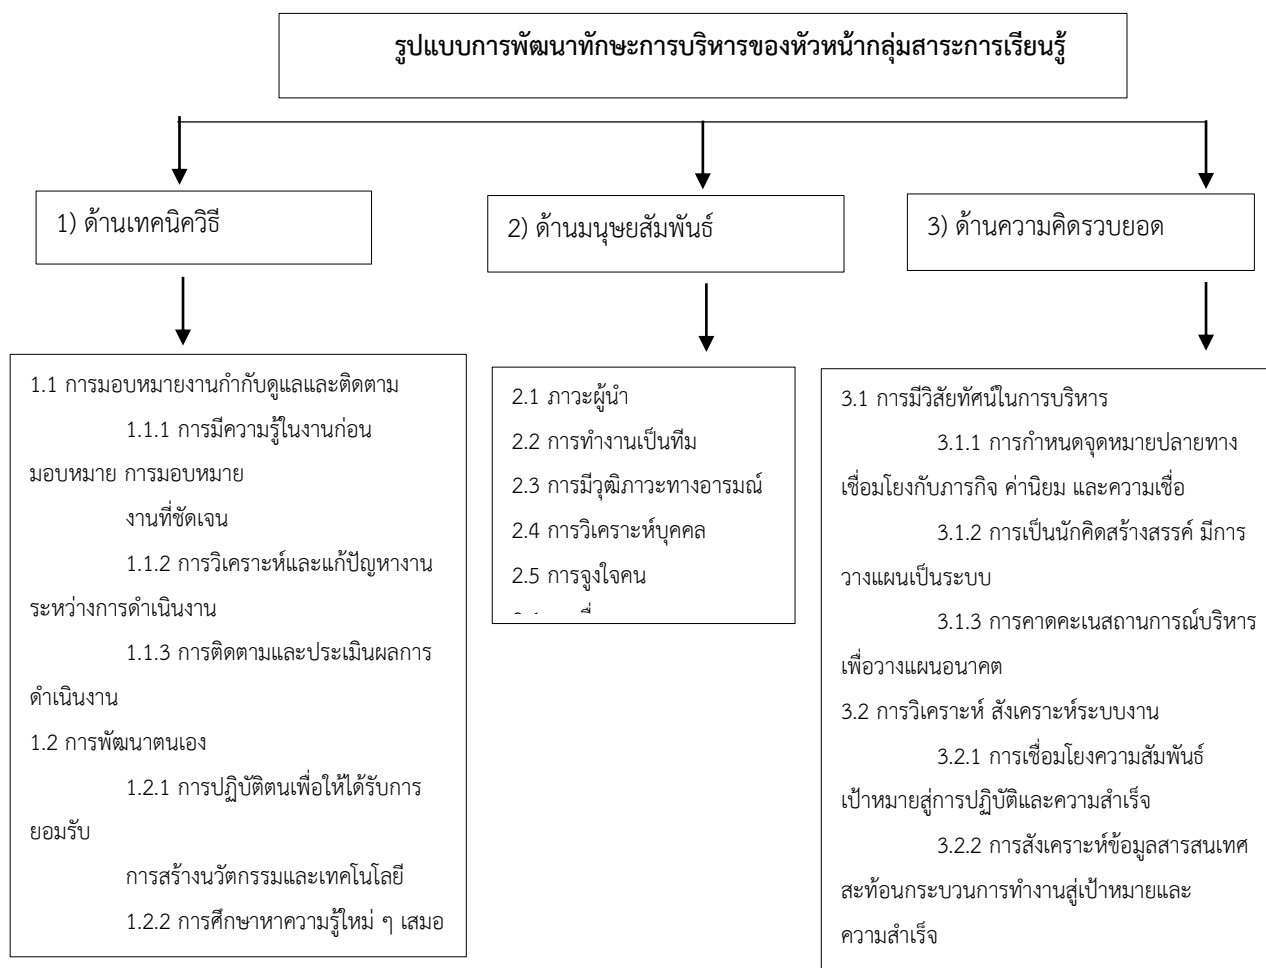 รูปแบบการพัฒนาทักษะการบริหารของหัวหน้ากลุ่มสาระการเรียนรู้
1) ด้านเทคนิควิธี
2) ด้านมนุษยสัมพันธ์
3) ด้านความคิดรวบยอด
1.1 การมอบหมายงานกำกับดูแลและติดตาม
1.1.1 การมีความรู้ในงานก่อน
มอบหมาย การมอบหมาย
งานที่ชัดเจน
1.1.2 การวิเคราะห์และแก้ปัญหางาน
ระหว่างการดำเนินงาน
1.1.3 การติดตามและประเมินผลการ
ดำเนินงาน
1.2 การพัฒนาตนเอง
1.2.1 การปฏิบัติตนเพื่อให้ได้รับการ
ยอมรับ
การสร้างนวัตกรรมและเทคโนโลยี
1.2.2 การศึกษาหาความรู้ใหม่ ๆ เสมอ
2.1 ภาวะผู้นำ
2.2 การทำงานเป็นทีม
2.3 การมีวุฒิภาวะทางอารมณ์
2.4 การวิเคราะห์บุคคล
2.5 การจูงใจคน
3.1 การมีวิสัยทัศน์ในการบริหาร
3.1.1 การกำหนดจุดหมายปลายทาง
เชื่อมโยงกับภารกิจ ค่านิยม และความเชื่อ
3.1.2 การเป็นนักคิดสร้างสรรค์ มีการ
วางแผนเป็นระบบ
3.1.3 การคาดคะเนสถานการณ์บริหาร
เพื่อวางแผนอนาคต
3.2 การวิเคราะห์ สังเคราะห์ระบบงาน
3.2.1 การเชื่อมโยงความสัมพันธ์
เป้าหมายสู่การปฏิบัติและความสำเร็จ
3.2.2 การสังเคราะห์ข้อมูลสารสนเทศ
สะท้อนกระบวนการทำงานสู่เป้าหมายและ
ความสำเร็จ